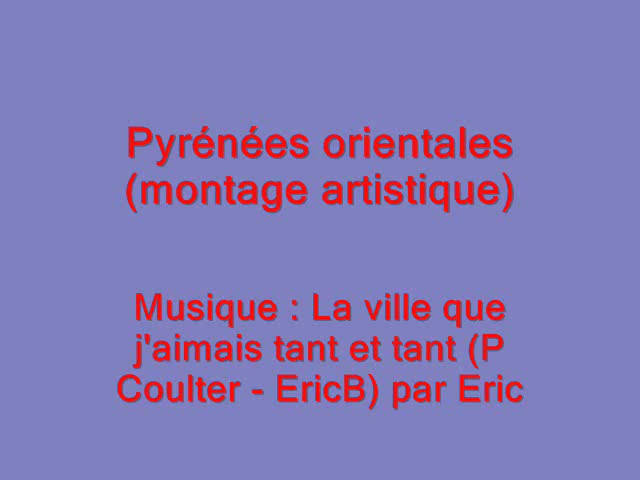 Pyrénées orientales
(montage artistique)
Musique : La ville que
j'aimais tant et tant (P
Coulter - EricB) par Eric